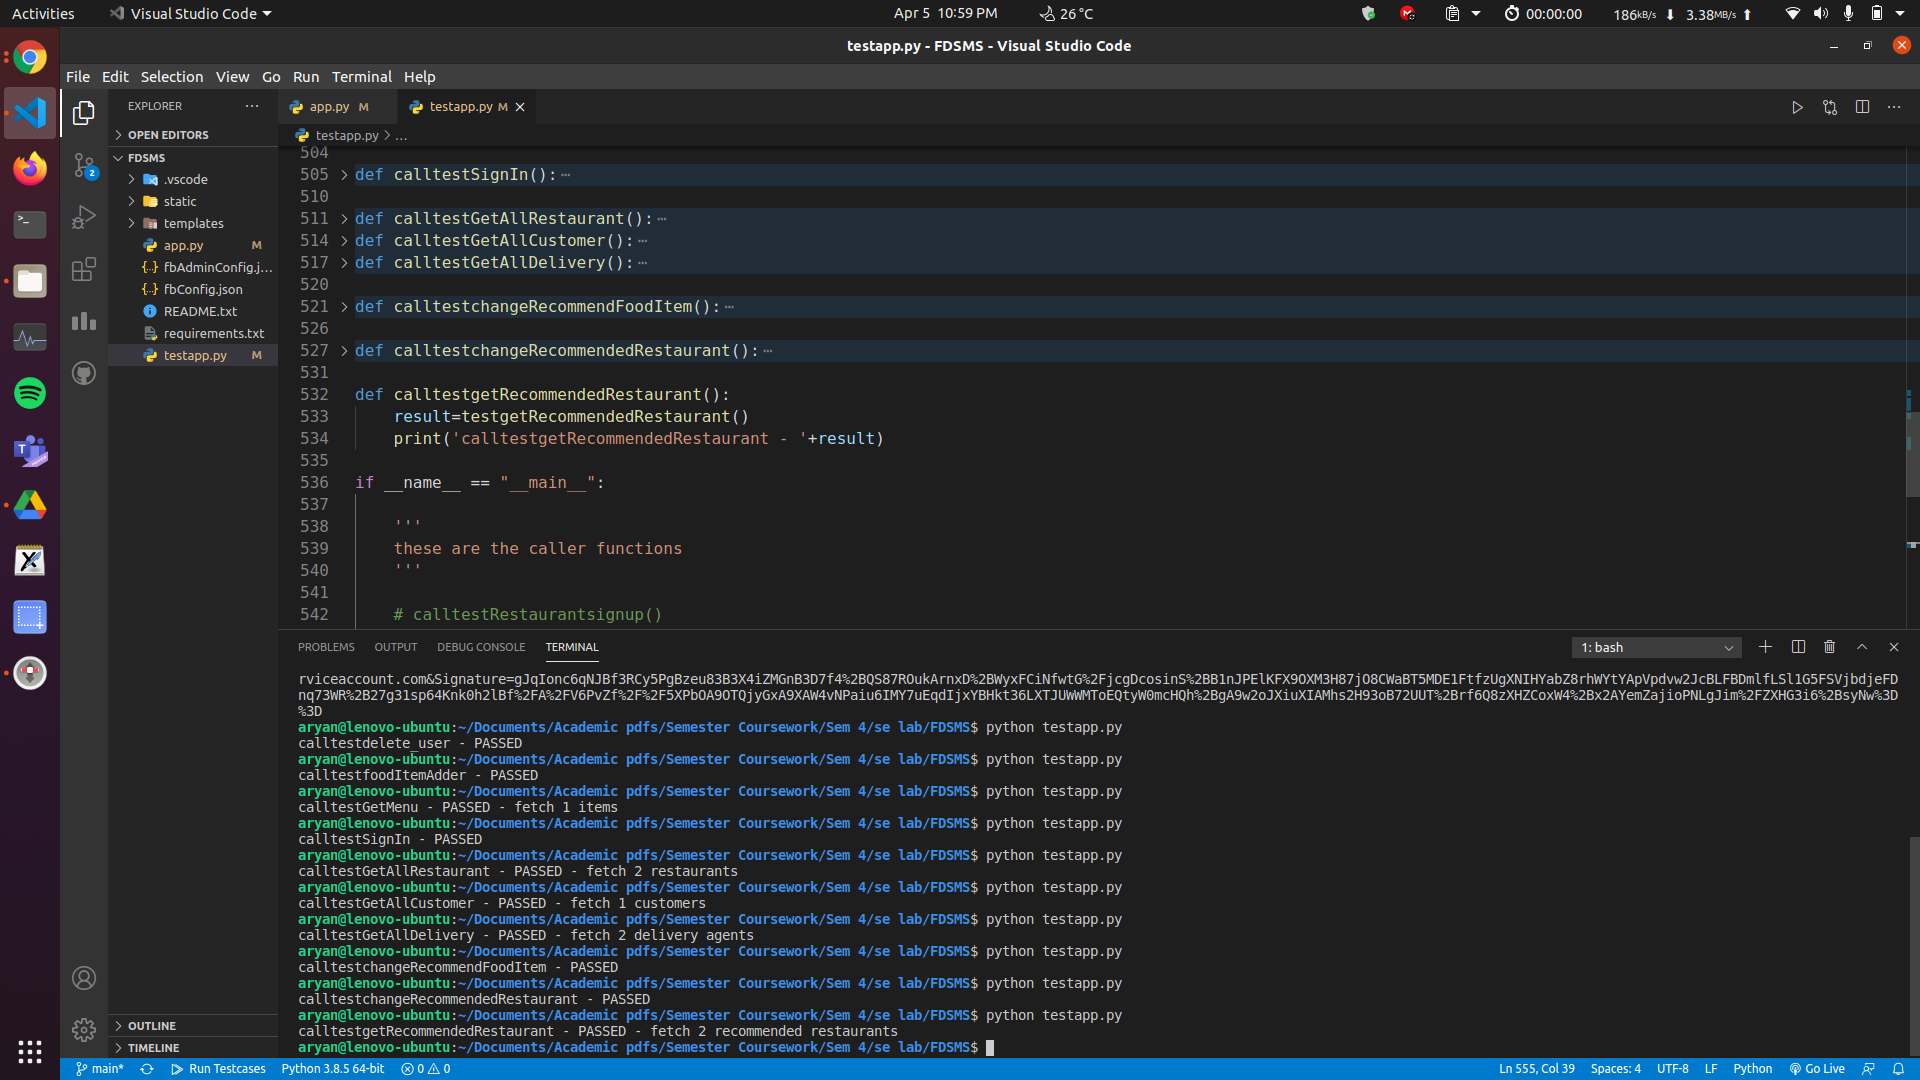 Activities Visual Studio Code Apr 5 10:59 PM 26 °C 00:00:00 186kB/s 3.38MB/s
testapp.py - FDSMS - Visual Studio Code
File Edit Selection View Go Run Terminal Help
EXPLORER
OPEN EDITORS
FDSMS
.vscode
static
templates
app.py M
fbAdminConfig.j...
fbConfig.json
README.txt
requirements.txt
testapp.py M
OUTLINE
TIMELINE
2
app.py M testapp.py M
testapp.py > ...
504
505 def calltestSignIn(): ...
510
511 def calltestGetAllRestaurant(): ...
514 def calltestGetAllCustomer(): ...
517 def calltestGetAllDelivery(): ...
520
521 def calltestchangeRecommendFoodItem(): ...
526
527 def calltestchangeRecommendedRestaurant(): ...
531
532 def calltestgetRecommendedRestaurant():
533 result=testgetRecommendedRestaurant()
534 print('calltestgetRecommendedRestaurant - '+result)
535
536 if __name__ == "__main__":
537
538 '''
539 these are the caller functions
540 '''
541
542 # calltestRestaurantsignup()
PROBLEMS OUTPUT DEBUG CONSOLE TERMINAL 1: bash
%3D
aryan@lenovo-ubuntu:~/Documents/Academic pdfs/Semester Coursework/Sem 4/se lab/FDSMS$ python testapp.py
calltestdelete_user - PASSED
aryan@lenovo-ubuntu:~/Documents/Academic pdfs/Semester Coursework/Sem 4/se lab/FDSMS$ python testapp.py
calltestfoodItemAdder - PASSED
aryan@lenovo-ubuntu:~/Documents/Academic pdfs/Semester Coursework/Sem 4/se lab/FDSMS$ python testapp.py
calltestGetMenu - PASSED - fetch 1 items
aryan@lenovo-ubuntu:~/Documents/Academic pdfs/Semester Coursework/Sem 4/se lab/FDSMS$ python testapp.py
calltestSignIn - PASSED
aryan@lenovo-ubuntu:~/Documents/Academic pdfs/Semester Coursework/Sem 4/se lab/FDSMS$ python testapp.py
calltestGetAllRestaurant - PASSED - fetch 2 restaurants
aryan@lenovo-ubuntu:~/Documents/Academic pdfs/Semester Coursework/Sem 4/se lab/FDSMS$ python testapp.py
calltestGetAllCustomer - PASSED - fetch 1 customers
aryan@lenovo-ubuntu:~/Documents/Academic pdfs/Semester Coursework/Sem 4/se lab/FDSMS$ python testapp.py
calltestGetAllDelivery - PASSED - fetch 2 delivery agents
aryan@lenovo-ubuntu:~/Documents/Academic pdfs/Semester Coursework/Sem 4/se lab/FDSMS$ python testapp.py
calltestchangeRecommendFoodItem - PASSED
aryan@lenovo-ubuntu:~/Documents/Academic pdfs/Semester Coursework/Sem 4/se lab/FDSMS$ python testapp.py
calltestchangeRecommendedRestaurant - PASSED
aryan@lenovo-ubuntu:~/Documents/Academic pdfs/Semester Coursework/Sem 4/se lab/FDSMS$ python testapp.py
calltestgetRecommendedRestaurant - PASSED - fetch 2 recommended restaurants
aryan@lenovo-ubuntu:~/Documents/Academic pdfs/Semester Coursework/Sem 4/se lab/FDSMS$
main* Run Testcases Python 3.8.5 64-bit 0 0 Ln 555, Col 39 Spaces: 4 UTF-8 LF Python Go Live